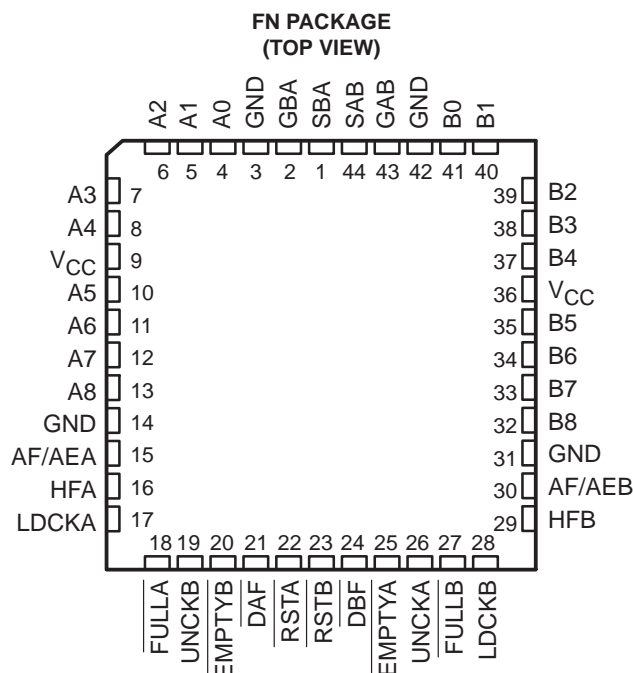 FN PACKAGE
(TOP VIEW)
A2 A1 A0 GND GBA SBA SAB GAB GND B0 B1
6 5 4 3 2 1 44 43 42 41 40
A3 7 39 B2
A4 8 38 B3
VCC 9 37 B4
A5 10 36 VCC
A6 11 35 B5
A7 12 34 B6
A8 13 33 B7
GND 14 32 B8
AF/AEA 15 31 GND
HFA 16 30 AF/AEB
LDCKA 17 29 HFB
18 19 20 21 22 23 24 25 26 27 28
FULLA UNCKB EMPTYB DAF RSTA RSTB DBF EMPTYA UNCKA FULLB LDCKB